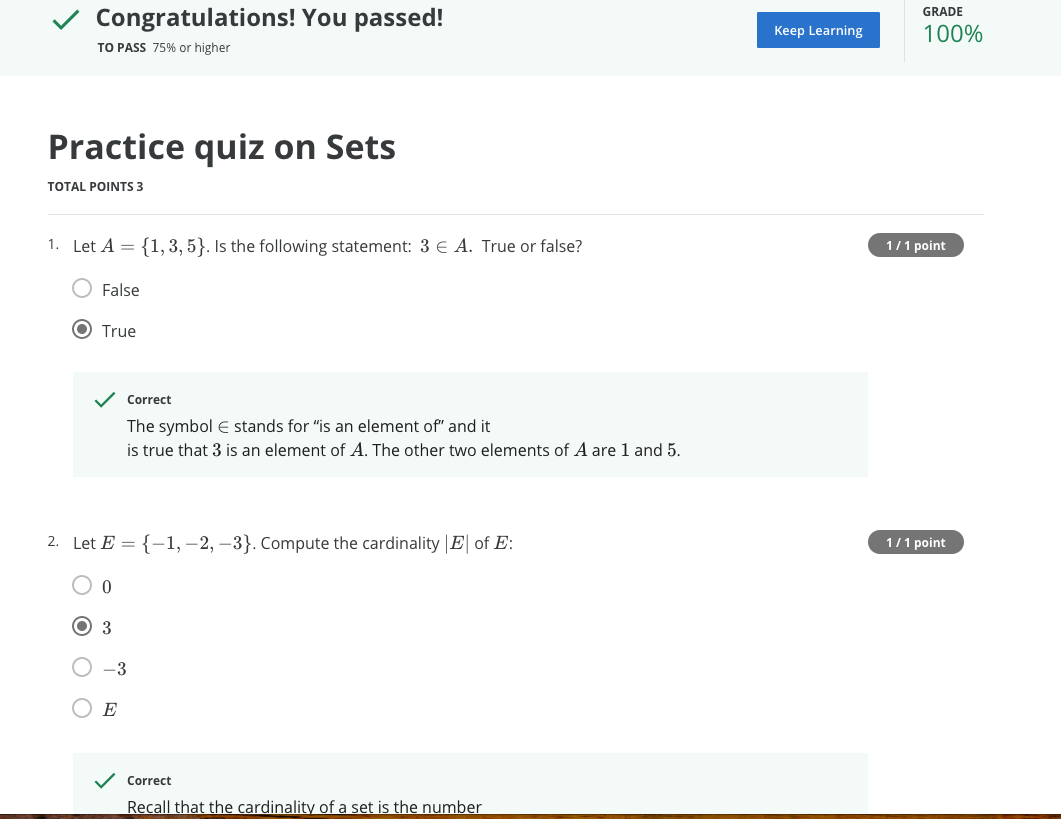 Congratulations! You passed!
TO PASS 75% or higher
Keep Learning
GRADE
100%
Practice quiz on Sets
TOTAL POINTS 3
1. Let A = {1, 3, 5}. Is the following statement: 3 ∈ A. True or false?
1 / 1 point
False
True
Correct
The symbol ∈ stands for “is an element of” and it
is true that 3 is an element of A. The other two elements of A are 1 and 5.
2. Let E = {−1, −2, −3}. Compute the cardinality |E| of E:
1 / 1 point
0
3
−3
E
Correct
Recall that the cardinality of a set is the number